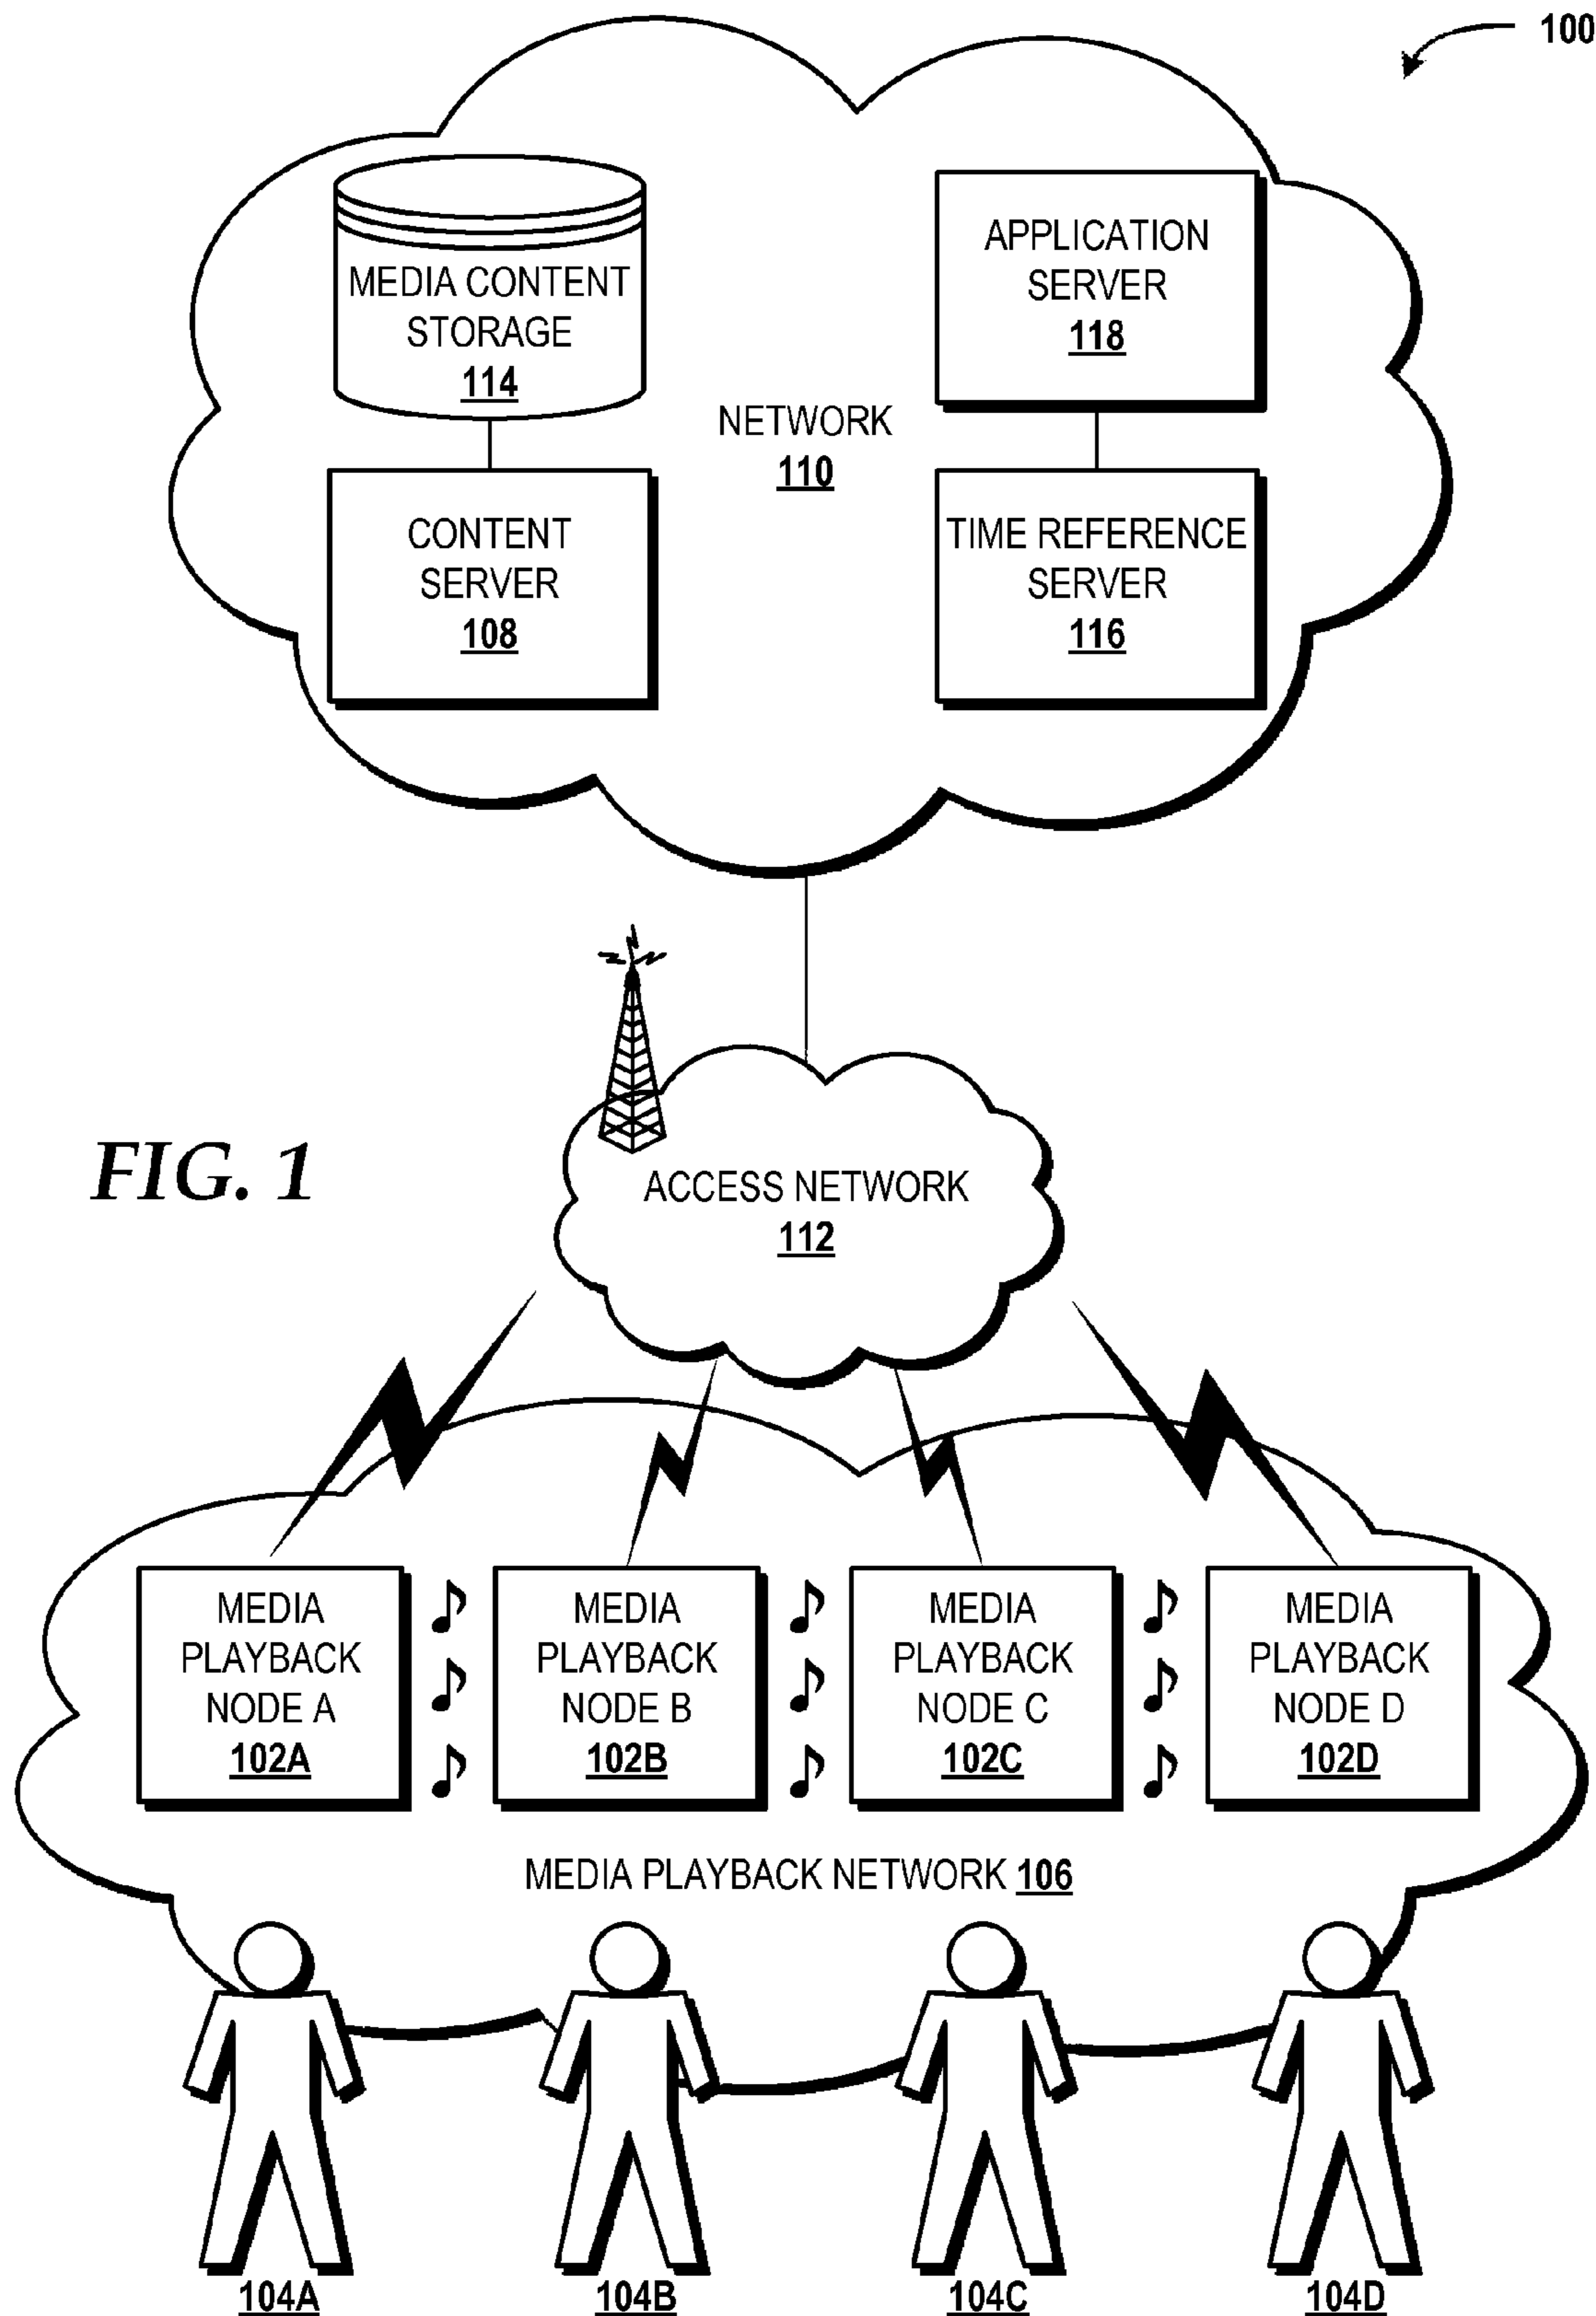 100
MEDIA CONTENT
STORAGE
114
APPLICATION
SERVER
118
NETWORK
110
CONTENT
SERVER
108
TIME REFERENCE
SERVER
116
FIG. 1
ACCESS NETWORK
112
MEDIA
PLAYBACK
NODE A
102A
MEDIA
PLAYBACK
NODE B
102B
MEDIA
PLAYBACK
NODE C
102C
MEDIA
PLAYBACK
NODE D
102D
MEDIA PLAYBACK NETWORK 106
104A
104B
104C
104D